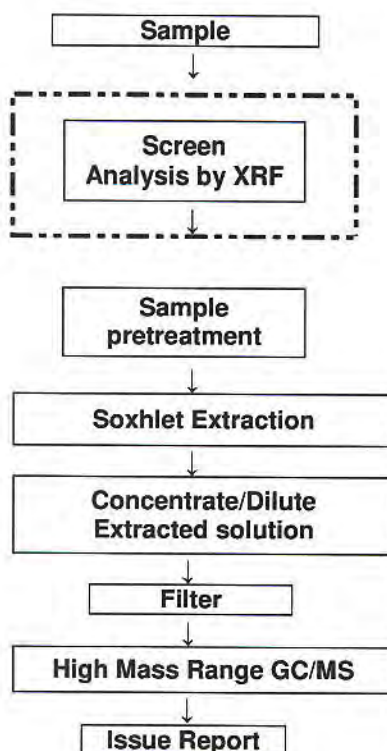 Sample
↓
Screen
Analysis by XRF
↓
Sample
pretreatment
↓
Soxhlet Extraction
↓
Concentrate/Dilute
Extracted solution
↓
Filter
↓
High Mass Range GC/MS
↓
Issue Report